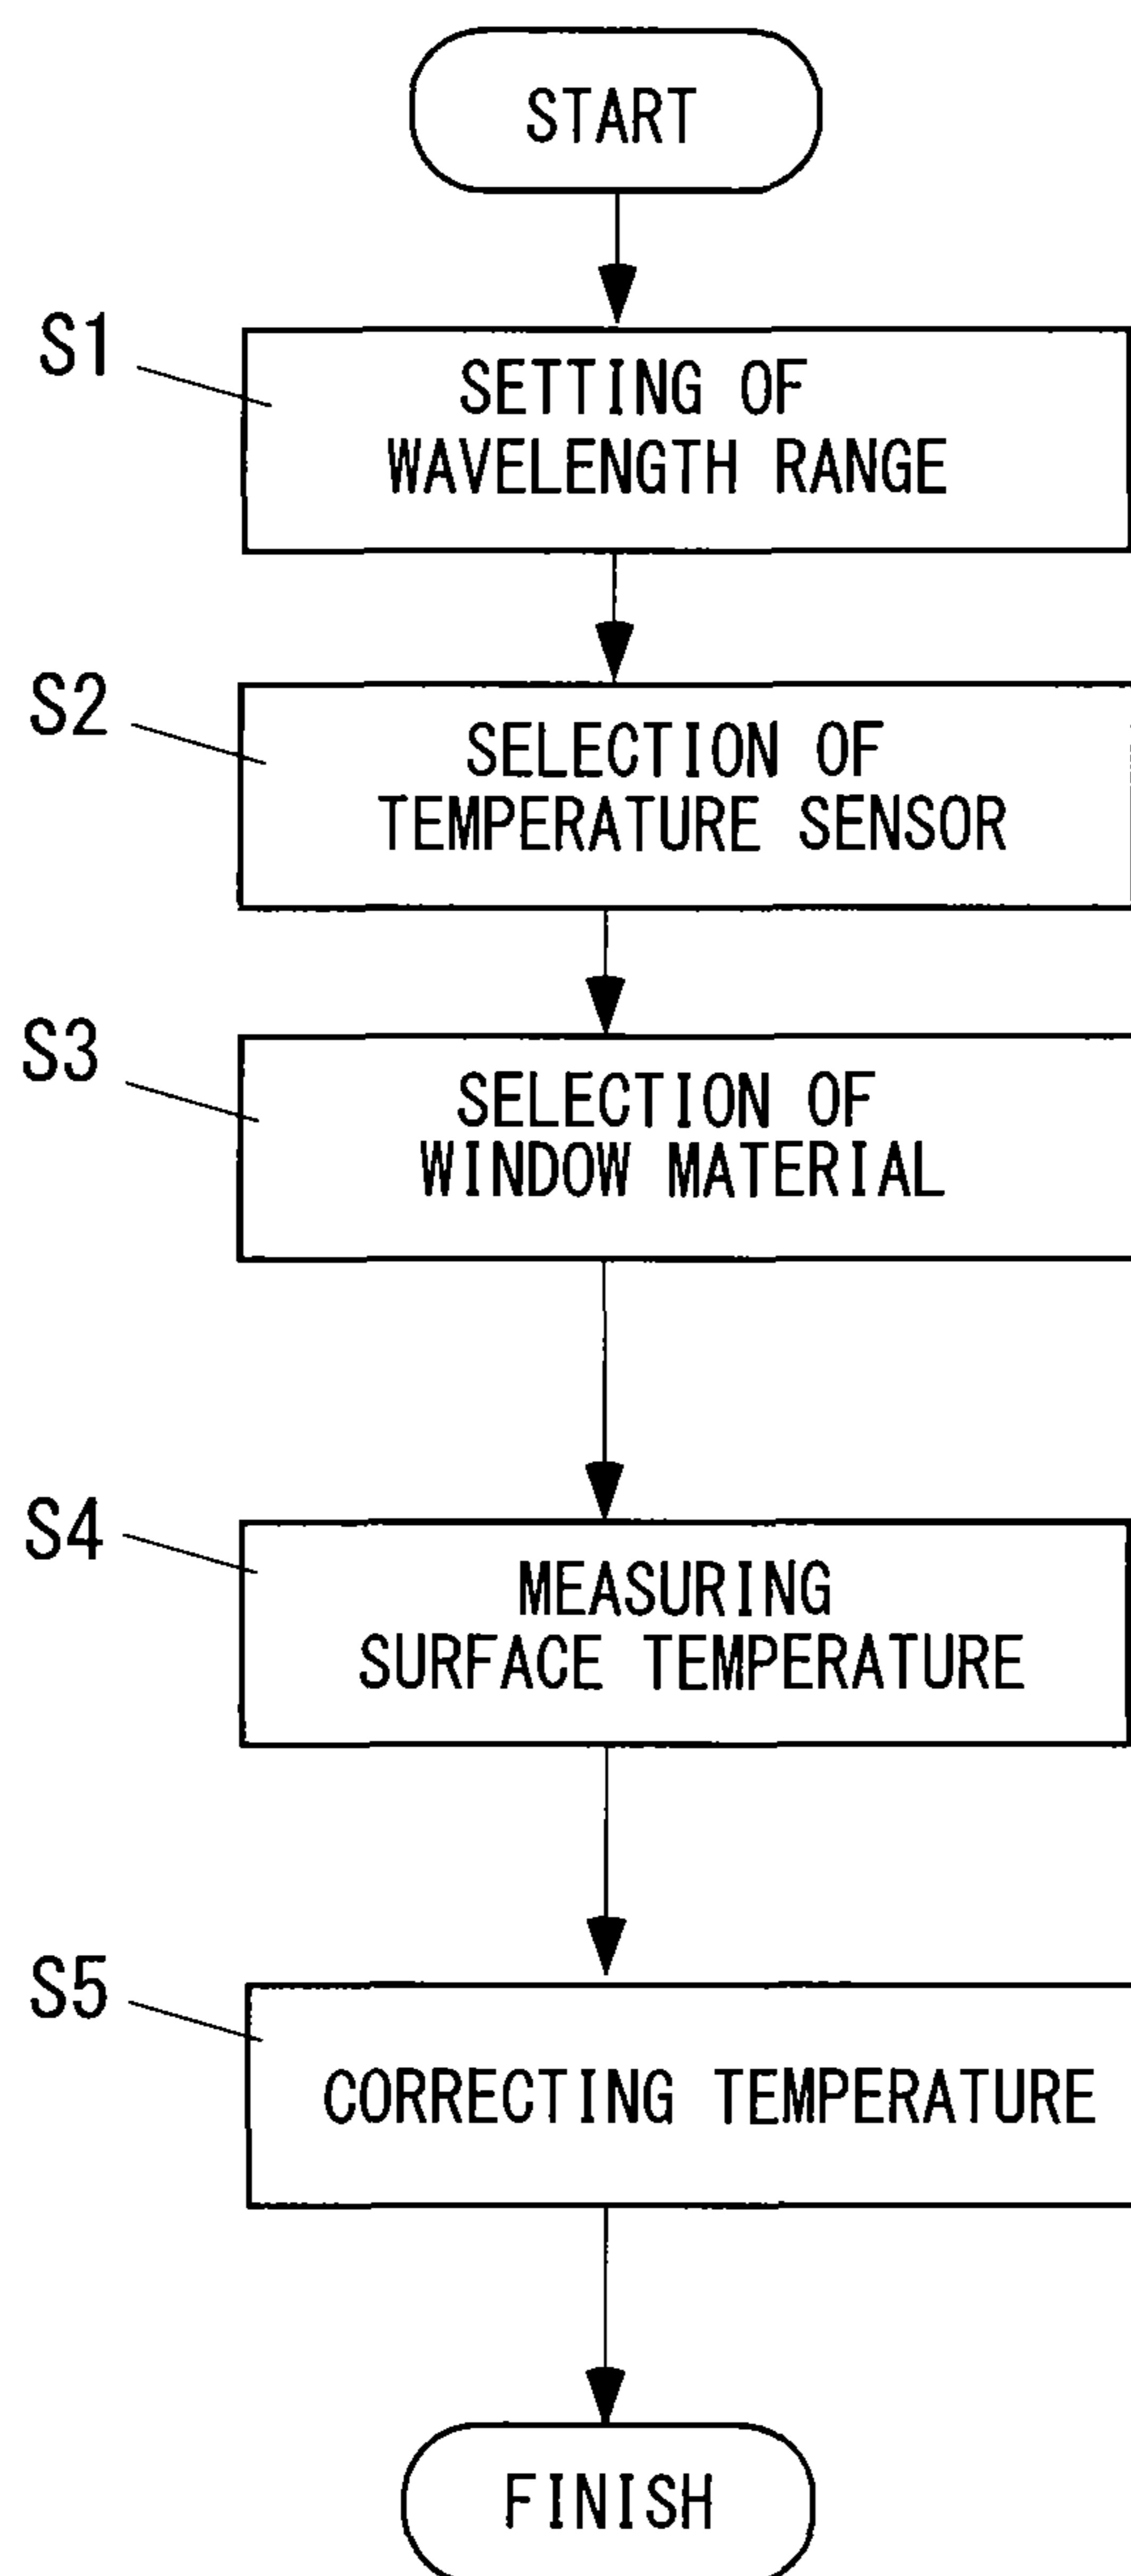 START
S1
SETTING OF
WAVELENGTH RANGE
S2
SELECTION OF
TEMPERATURE SENSOR
S3
SELECTION OF
WINDOW MATERIAL
S4
MEASURING
SURFACE TEMPERATURE
S5
CORRECTING TEMPERATURE
FINISH